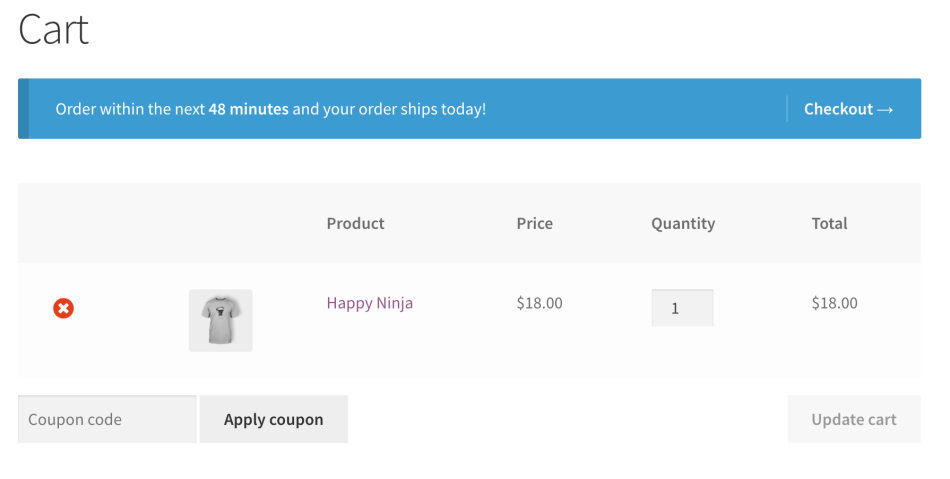 Cart
Order within the next 48 minutes and your order ships today! Checkout →
Product Price Quantity Total
Happy Ninja $18.00 1 $18.00
Coupon code Apply coupon Update cart